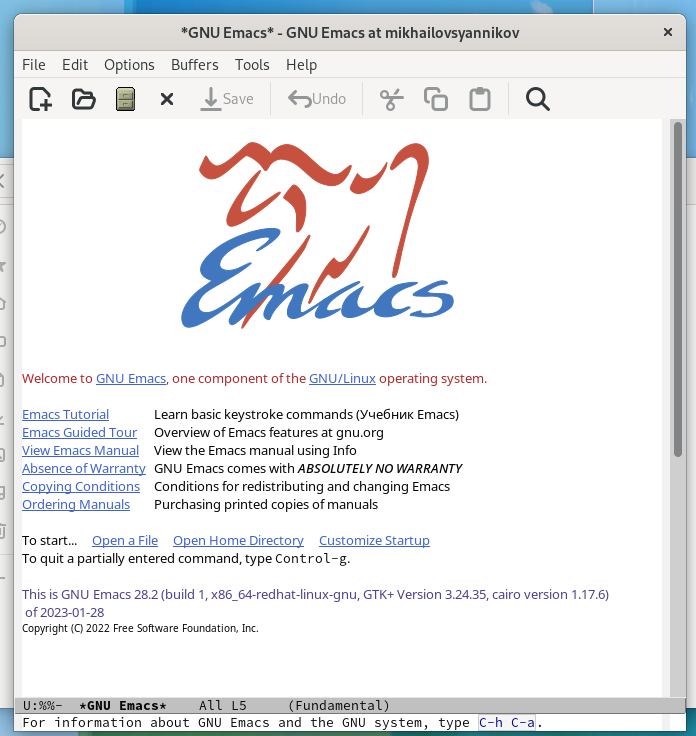 *GNU Emacs* - GNU Emacs at mikhailovsyannikov
File Edit Options Buffers Tools Help
Save Undo
Emacs
Welcome to GNU Emacs, one component of the GNU/Linux operating system.
Emacs Tutorial Learn basic keystroke commands (Учебник Emacs)
Emacs Guided Tour Overview of Emacs features at gnu.org
View Emacs Manual View the Emacs manual using Info
Absence of Warranty GNU Emacs comes with ABSOLUTELY NO WARRANTY
Copying Conditions Conditions for redistributing and changing Emacs
Ordering Manuals Purchasing printed copies of manuals
To start... Open a File Open Home Directory Customize Startup
To quit a partially entered command, type Control-g.
This is GNU Emacs 28.2 (build 1, x86_64-redhat-linux-gnu, GTK+ Version 3.24.35, cairo version 1.17.6)
of 2023-01-28
Copyright (C) 2022 Free Software Foundation, Inc.
U:%%- *GNU Emacs* All L5 (Fundamental)
For information about GNU Emacs and the GNU system, type C-h C-a.